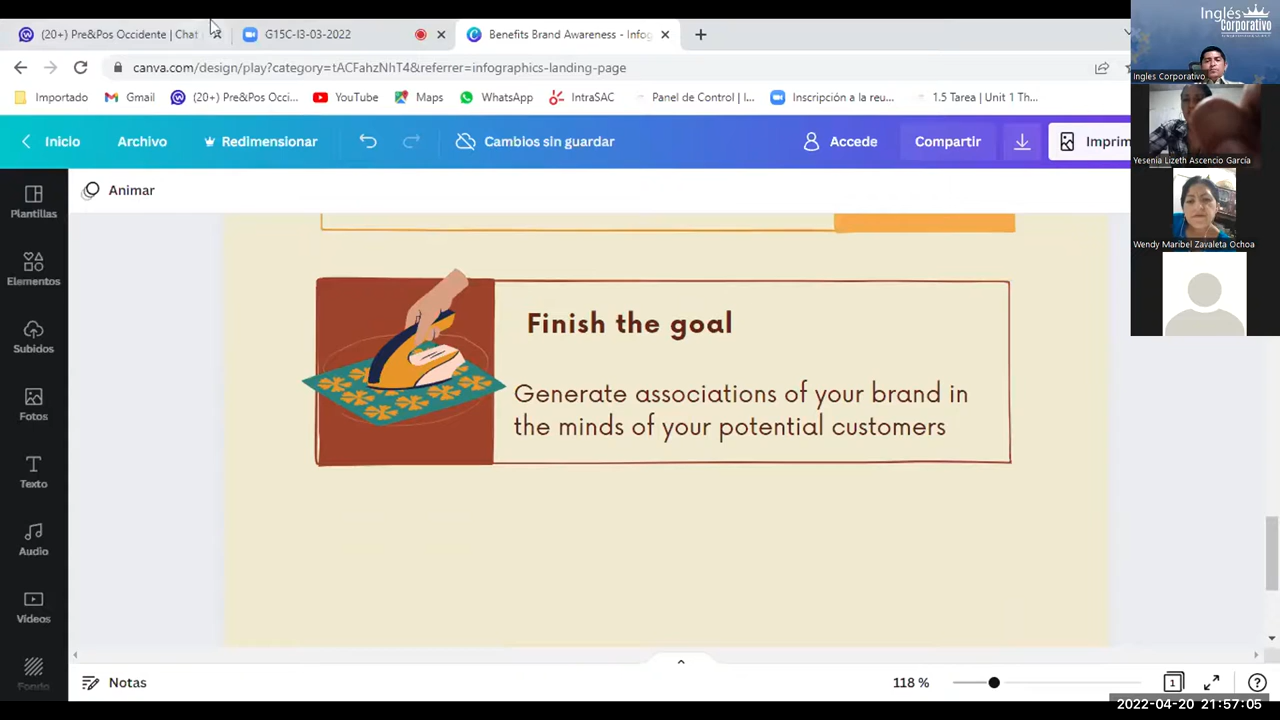 (20+) Pre&Pos Occidente | Chat
G15C-I3-03-2022
Benefits Brand Awareness - Infog
canva.com/design/play?category=tACFahzNhT4&referrer=infographics-landing-page
Importado
Gmail
(20+) Pre&Pos Occi...
YouTube
Maps
WhatsApp
IntraSAC
Panel de Control | I...
Inscripción a la reu...
1.5 Tarea | Unit 1 Th...
Inicio
Archivo
Redimensionar
Cambios sin guardar
Accede
Compartir
Imprim
Animar
Plantillas
Elementos
Subidos
Fotos
Texto
Audio
Vídeos
Fondo
Finish the goal
Generate associations of your brand in
the minds of your potential customers
Notas
118 %
1
?
Inglés
Corporativo
Ingles Corporativo
Yesenia Lizeth Ascencio García
Wendy Maribel Zavaleta Ochoa
2022-04-20 21:57:05